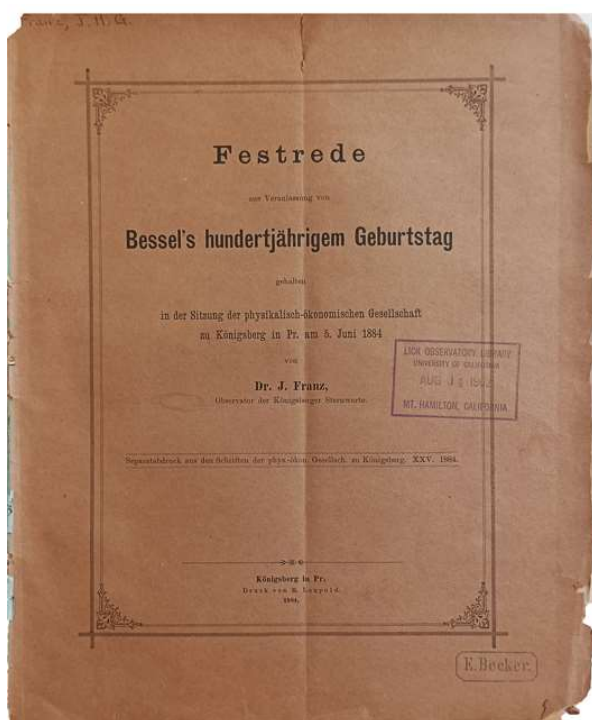 Franz, J. H. G.
Festrede
zur Veranlassung von
Bessel's hundertjährigem Geburtstag
gehalten
in der Sitzung der physikalisch-ökonomischen Gesellschaft
zu Königsberg in Pr. am 5. Juni 1884
von
Dr. J. Franz,
Observator der Königsberger Sternwarte.
LICK OBSERVATORY LIBRARY
UNIVERSITY OF CALIFORNIA
AUG
MT. HAMILTON, CALIFORNIA
Separatabdruck aus den Schriften der phys.-ökon. Gesellsch. zu Königsberg. XXV. 1884.
Königsberg in Pr.
Druck von R. Leupold.
1884.
E. Becker.